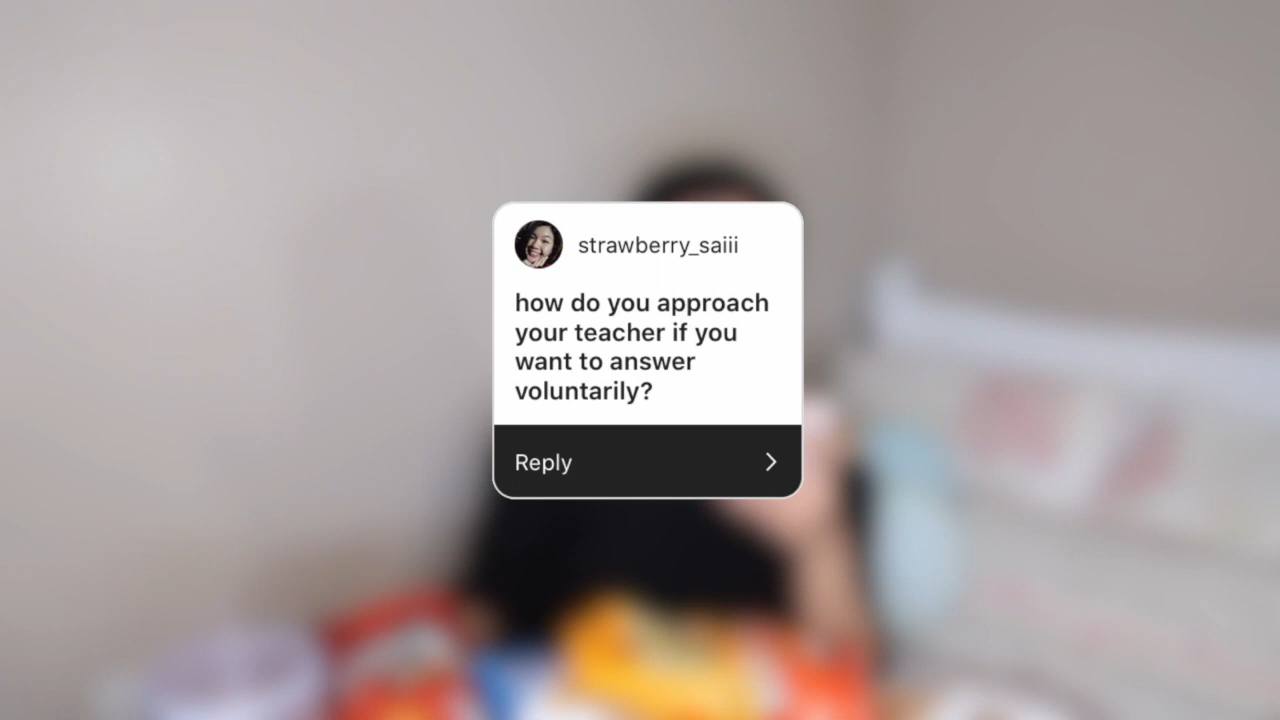 strawberry_saiii
how do you approach
your teacher if you
want to answer
voluntarily?
Reply